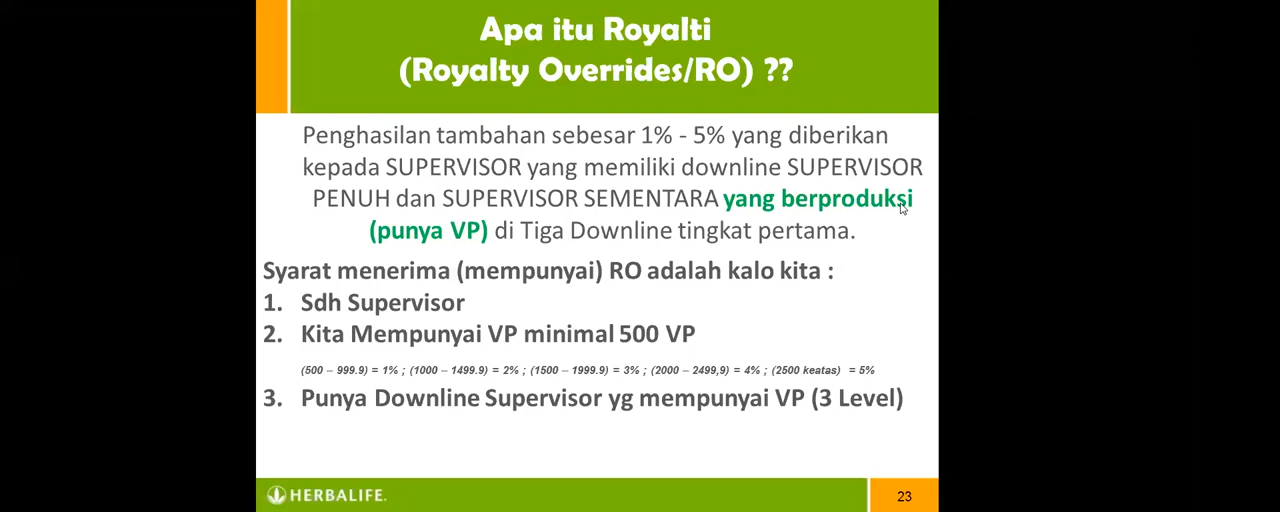 Apa itu Royalti
(Royalty Overrides/RO) ??
Penghasilan tambahan sebesar 1% - 5% yang diberikan
kepada SUPERVISOR yang memiliki downline SUPERVISOR
PENUH dan SUPERVISOR SEMENTARA yang berproduksi
(punya VP) di Tiga Downline tingkat pertama.
Syarat menerima (mempunyai) RO adalah kalo kita :
1. Sdh Supervisor
2. Kita Mempunyai VP minimal 500 VP
(500 – 999.9) = 1% ; (1000 – 1499.9) = 2% ; (1500 – 1999.9) = 3% ; (2000 – 2499,9) = 4% ; (2500 keatas) = 5%
3. Punya Downline Supervisor yg mempunyai VP (3 Level)
HERBALIFE.
23